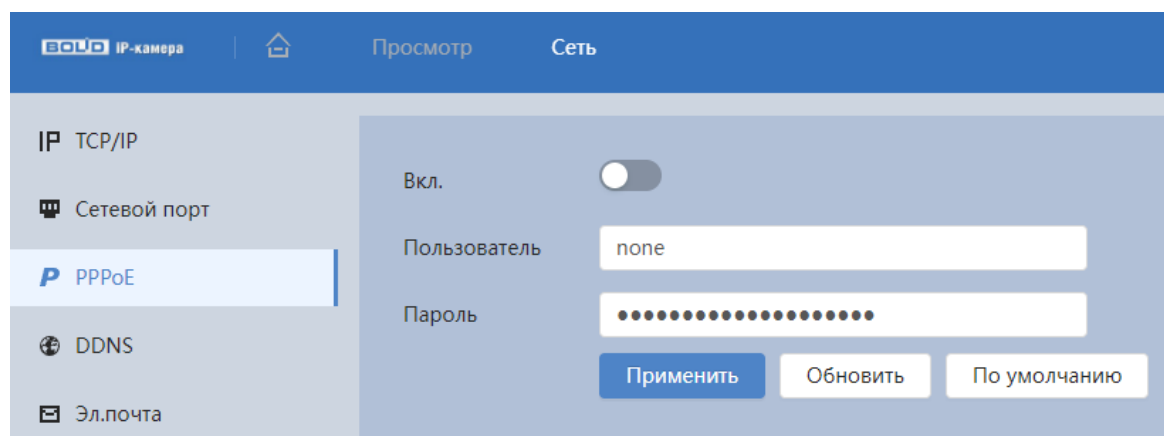 BOLID IP-камера Просмотр Сеть
TCP/IP
Сетевой порт
PPPoE
DDNS
Эл.почта
Вкл.
Пользователь none
Пароль ••••••••••••••••••••
Применить Обновить По умолчанию